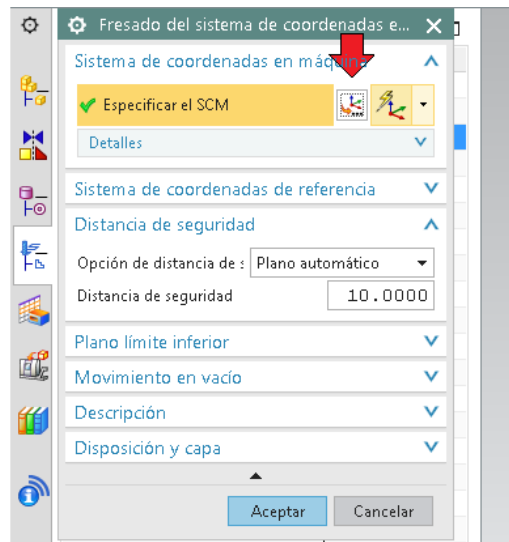 Fresado del sistema de coordenadas e...
Sistema de coordenadas en máquina
Especificar el SCM
Detalles
Sistema de coordenadas de referencia
Distancia de seguridad
Opción de distancia de s Plano automático
Distancia de seguridad 10.0000
Plano límite inferior
Movimiento en vacío
Descripción
Disposición y capa
Aceptar Cancelar